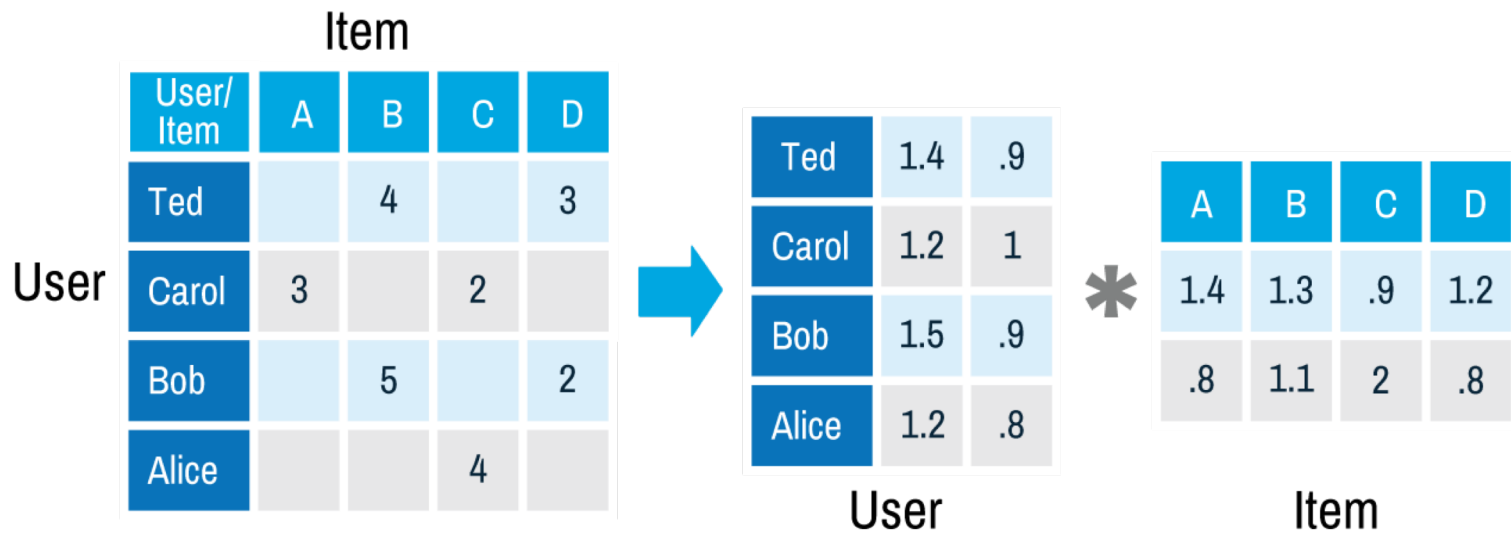 Item
User/
Item A B C D
Ted 4 3
User Carol 3 2
Bob 5 2
Alice 4
Ted 1.4 .9
Carol 1.2 1
Bob 1.5 .9
Alice 1.2 .8
User
*
A B C D
1.4 1.3 .9 1.2
.8 1.1 2 .8
Item